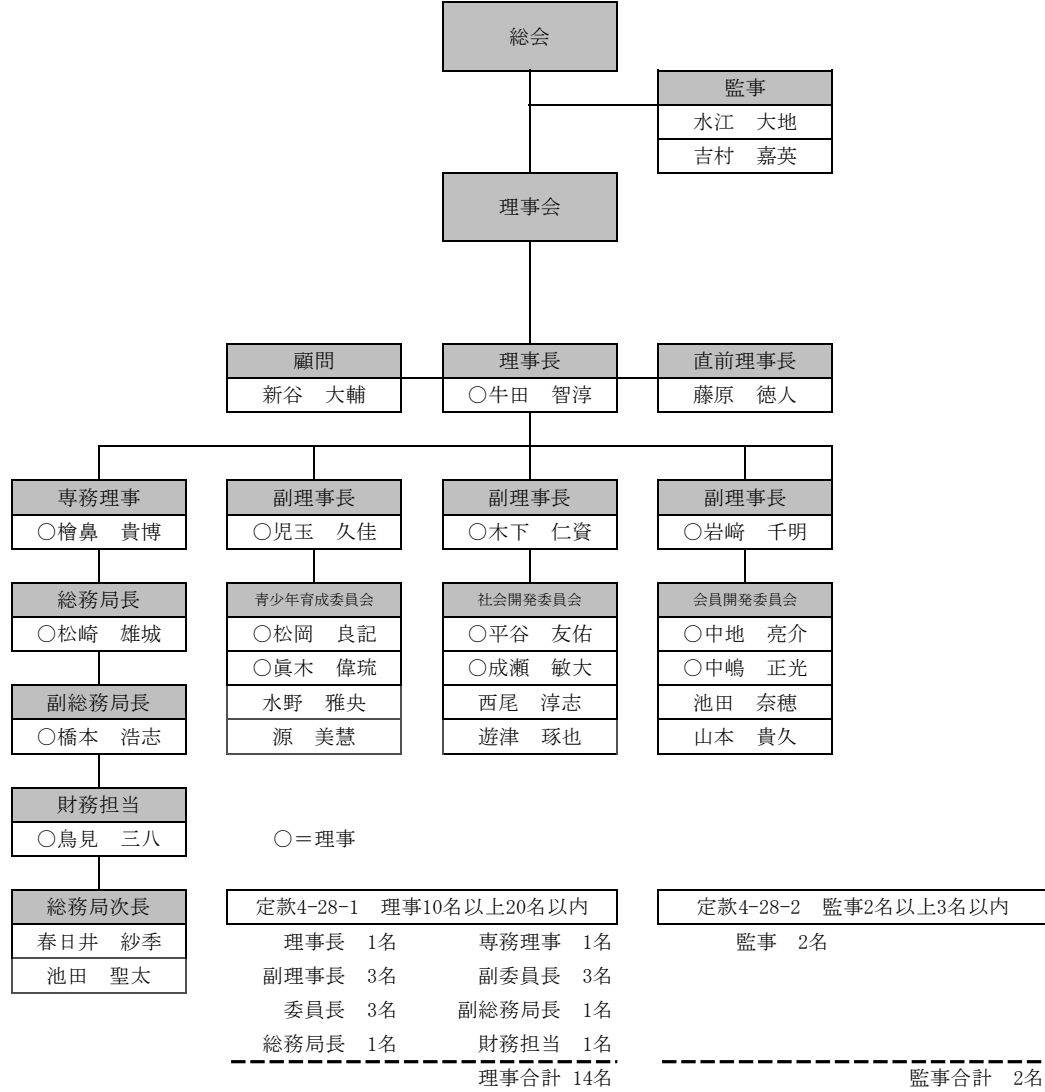 総会
監事
水江　大地
吉村　嘉英
理事会
顧問
新谷　大輔
理事長
○牛田　智淳
直前理事長
藤原　徳人
専務理事
○檜鼻　貴博
総務局長
○松崎　雄城
副総務局長
○橋本　浩志
財務担当
○鳥見　三八
総務局次長
春日井　紗季
池田　聖太
副理事長
○児玉　久佳
青少年育成委員会
○松岡　良記
○眞木　偉琉
水野　雅央
源　美慧
副理事長
○木下　仁資
社会開発委員会
○平谷　友佑
○成瀬　敏大
西尾　淳志
遊津　琢也
副理事長
○岩﨑　千明
会員開発委員会
○中地　亮介
○中嶋　正光
池田　奈穂
山本　貴久
○＝理事
定款4-28-1　理事10名以上20名以内
理事長　1名　専務理事　1名
副理事長　3名　副委員長　3名
委員長　3名　副総務局長　1名
総務局長　1名　財務担当　1名
理事合計 14名
定款4-28-2　監事2名以上3名以内
監事　2名
監事合計　2名